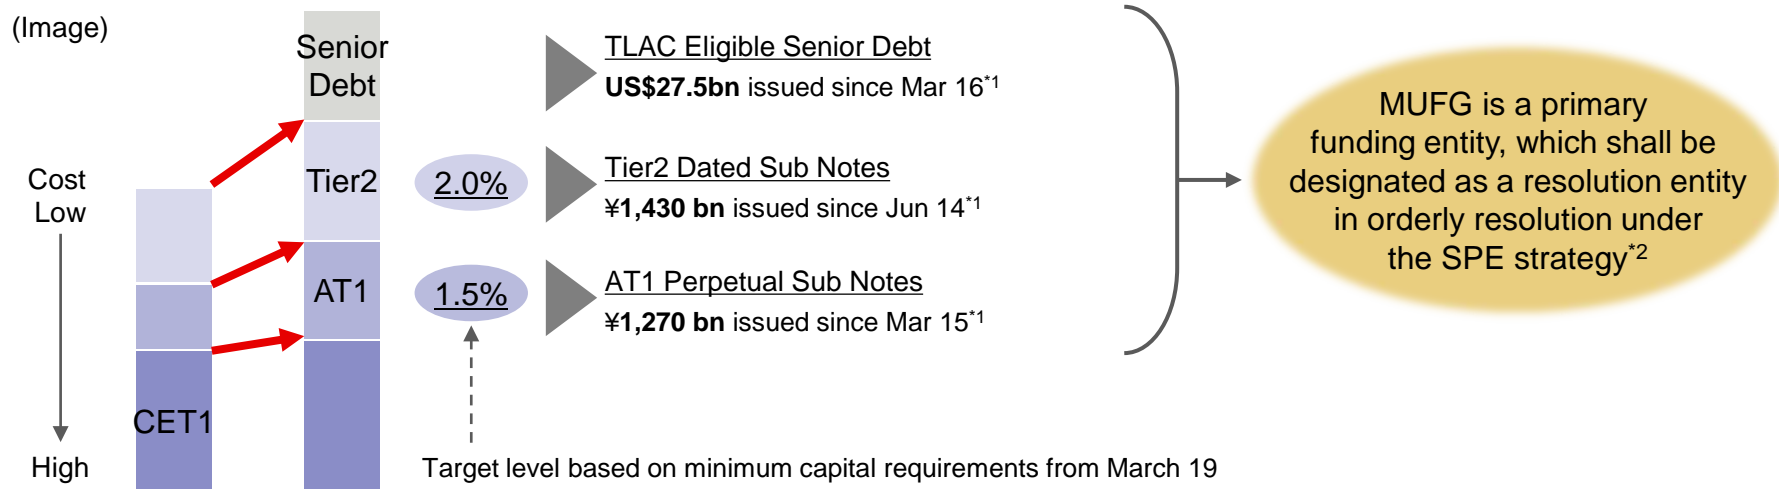 (Image)
Cost
Low
High
CET1
Senior
Debt
Tier2
AT1
2.0%
1.5%
TLAC Eligible Senior Debt
US$27.5bn issued since Mar 16*1
Tier2 Dated Sub Notes
¥1,430 bn issued since Jun 14*1
AT1 Perpetual Sub Notes
¥1,270 bn issued since Mar 15*1
Target level based on minimum capital requirements from March 19
MUFG is a primary
funding entity, which shall be
designated as a resolution entity
in orderly resolution under
the SPE strategy*2